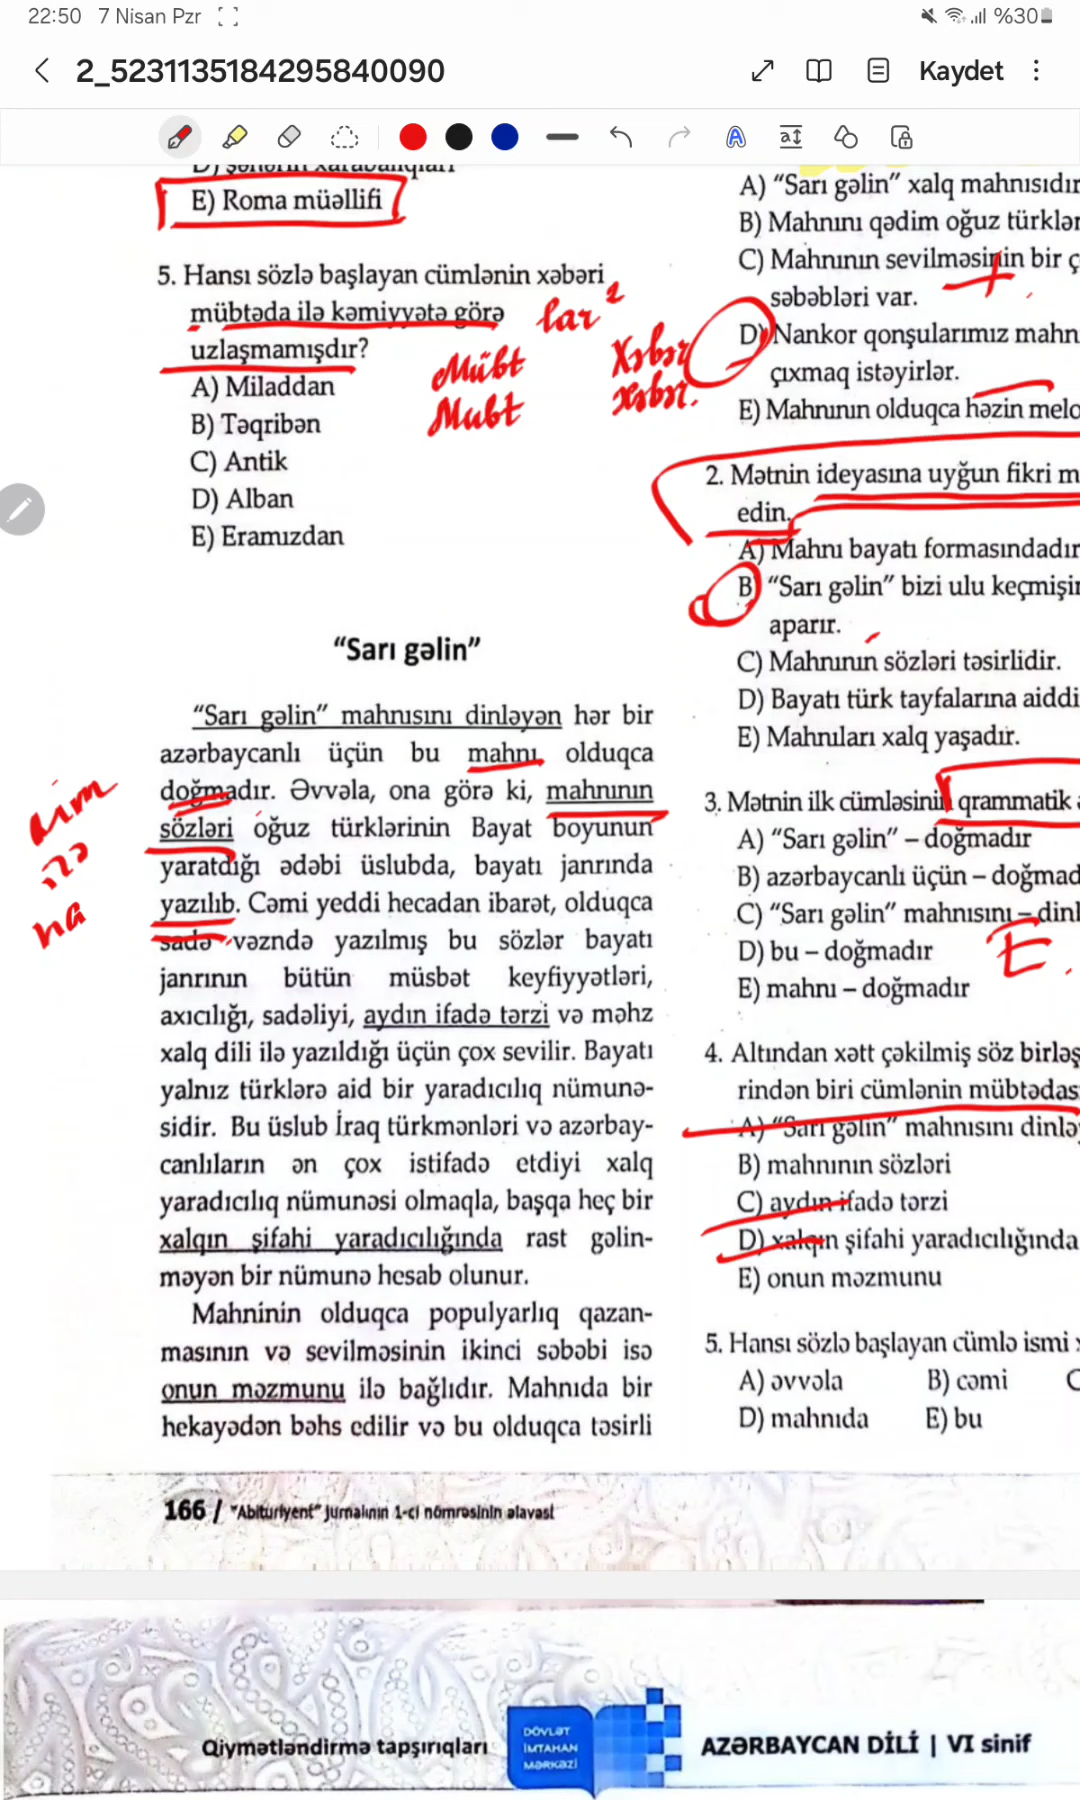 22:50 7 Nisan Pzr %30
2_5231135184295840090 Kaydet
E) Roma müəllifi
5. Hansı sözlə başlayan cümlənin xəbəri
mübtəda ilə kəmiyyətə görə
uzlaşmamışdır?
lar²
Mübt Xəbər
Mubt xəbər.
A) Miladdan
B) Təqribən
C) Antik
D) Alban
E) Eramızdan
"Sarı gəlin"
"Sarı gəlin" mahnısını dinləyən hər bir
azərbaycanlı üçün bu mahnı olduqca
doğmadır. Əvvəla, ona görə ki, mahnının
sözləri oğuz türklərinin Bayat boyunun
yaratdığı ədəbi üslubda, bayatı janrında
yazılıb. Cəmi yeddi hecadan ibarət, olduqca
sadə vəzndə yazılmış bu sözlər bayatı
janrının bütün müsbət keyfiyyətləri,
axıcılığı, sadəliyi, aydın ifadə tərzi və məhz
xalq dili ilə yazıldığı üçün çox sevilir. Bayatı
yalnız türklərə aid bir yaradıcılıq nümunə-
sidir. Bu üslub İraq türkmənləri və azərbay-
canlıların ən çox istifadə etdiyi xalq
yaradıcılıq nümunəsi olmaqla, başqa heç bir
xalqın şifahi yaradıcılığında rast gəlin-
məyən bir nümunə hesab olunur.
Mahninin olduqca populyarlıq qazan-
masının və sevilməsinin ikinci səbəbi isə
onun məzmunu ilə bağlıdır. Mahnıda bir
hekayədən bəhs edilir və bu olduqca təsirli
kim
nə
A) "Sarı gəlin" xalq mahnısıdır
B) Mahnını qədim oğuz türklər
C) Mahnının sevilməsinin bir ç
səbəbləri var.
D) Nankor qonşularımız mahn
çıxmaq istəyirlər.
E) Mahnının olduqca həzin melo
2. Mətnin ideyasına uyğun fikri m
edin.
A) Mahnı bayatı formasındadır
B) "Sarı gəlin" bizi ulu keçmişin
aparır.
C) Mahnının sözləri təsirlidir.
D) Bayatı türk tayfalarına aiddi
E) Mahnıları xalq yaşadır.
3. Mətnin ilk cümləsinin qrammatik
A) "Sarı gəlin" – doğmadır
B) azərbaycanlı üçün – doğmad
C) "Sarı gəlin" mahnısını – dinl
D) bu – doğmadır
E) mahnı – doğmadır
E.
4. Altından xətt çəkilmiş söz birləş
rindən biri cümlənin mübtədas
A) "Sarı gəlin" mahnısını dinlə
B) mahnının sözləri
C) aydın ifadə tərzi
D) xalqın şifahi yaradıcılığında
E) onun məzmunu
5. Hansı sözlə başlayan cümlə ismi
A) əvvəla B) cəmi C
D) mahnıda E) bu
166 / "Abituriyent" jurnalının 1-ci nömrəsinin əlavəsi
Qiymətləndirmə tapşırıqları
DÖVLƏT
İMTAHAN
MƏRKƏZİ
AZƏRBAYCAN DİLİ | VI sinif